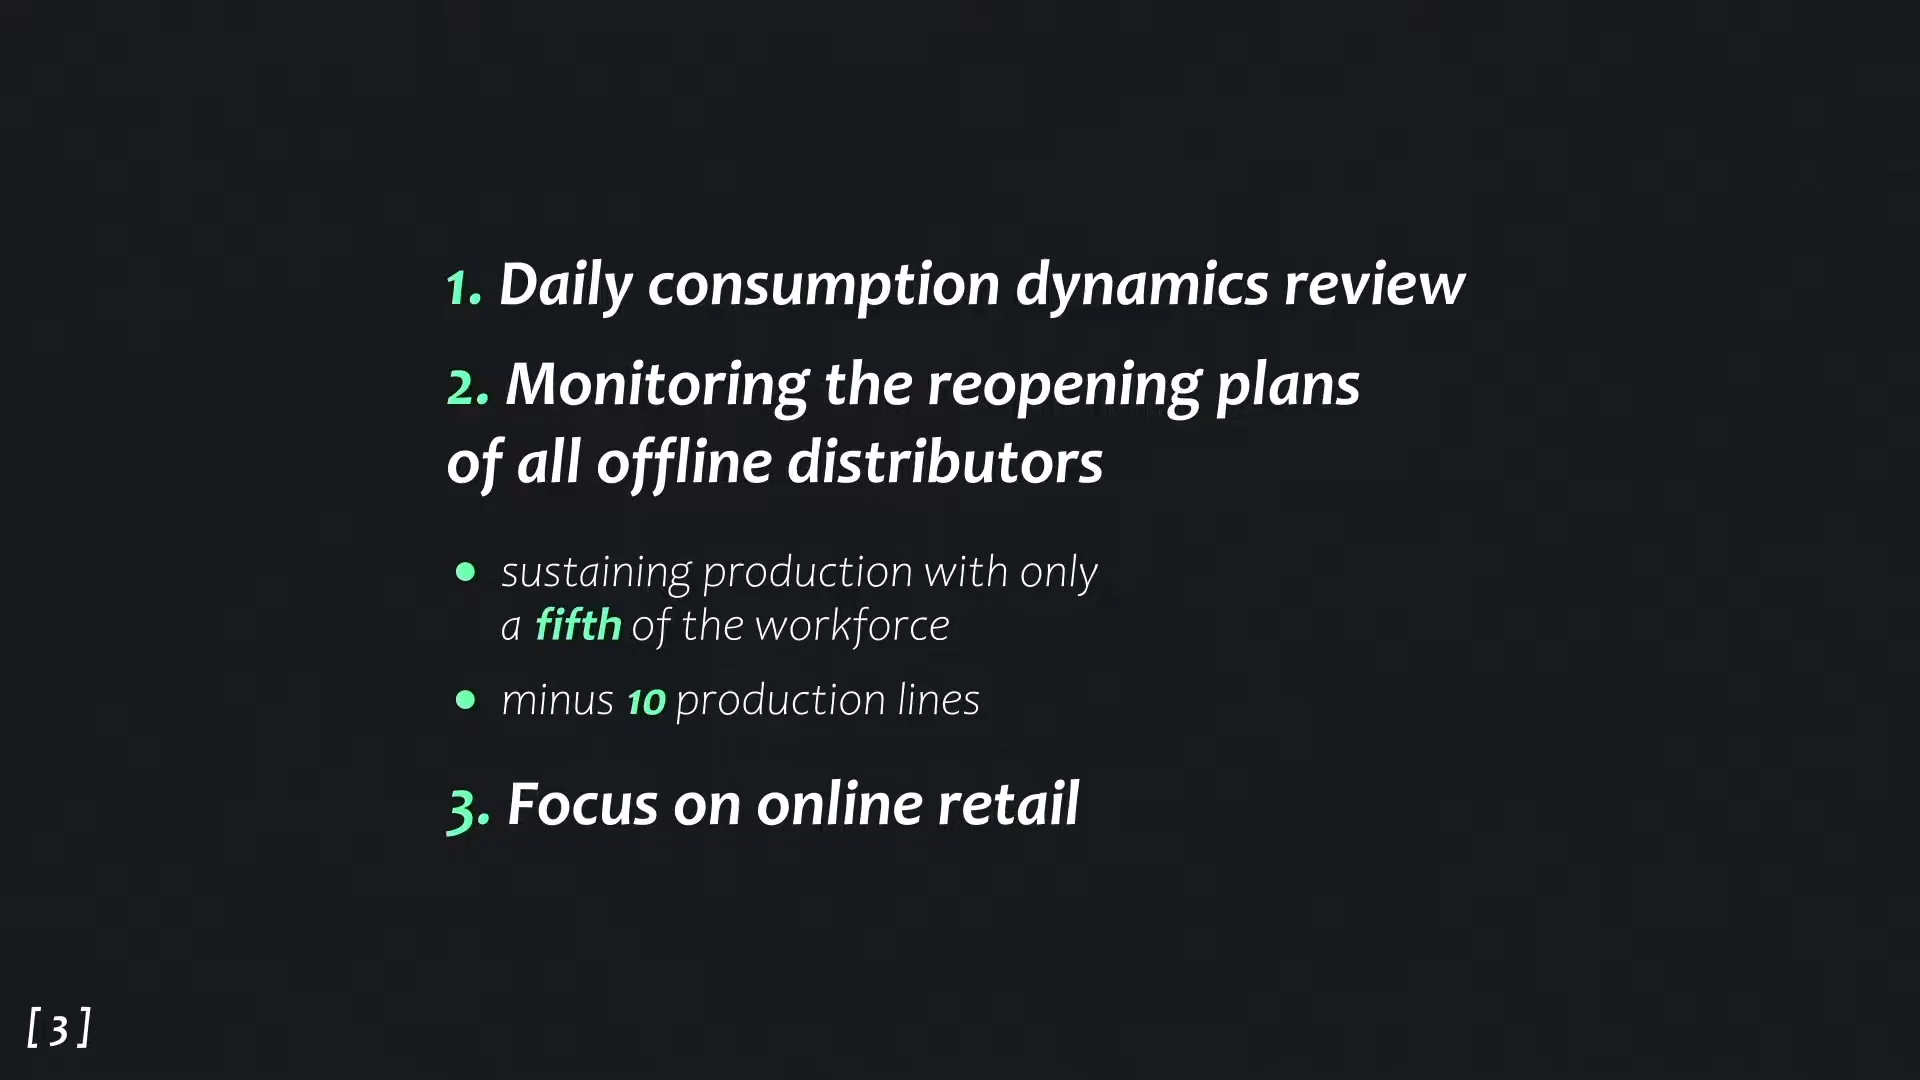 1. Daily consumption dynamics review
2. Monitoring the reopening plans
of all offline distributors
• sustaining production with only
a fifth of the workforce
• minus 10 production lines
3. Focus on online retail
[ 3 ]